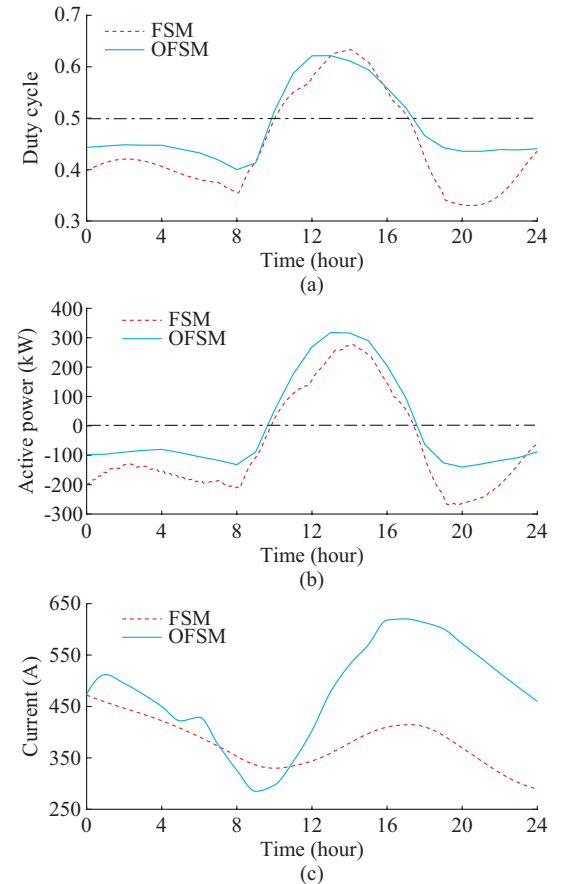 0.7
FSM
OFSM
0.6
0.5
0.4
0.3
Duty cycle
0 4 8 12 16 20 24
Time (hour)
(a)
400
FSM
300
OFSM
200
100
0
-100
-200
-300
Active power (kW)
0 4 8 12 16 20 24
Time (hour)
(b)
650
FSM
OFSM
550
450
350
250
Current (A)
0 4 8 12 16 20 24
Time (hour)
(c)